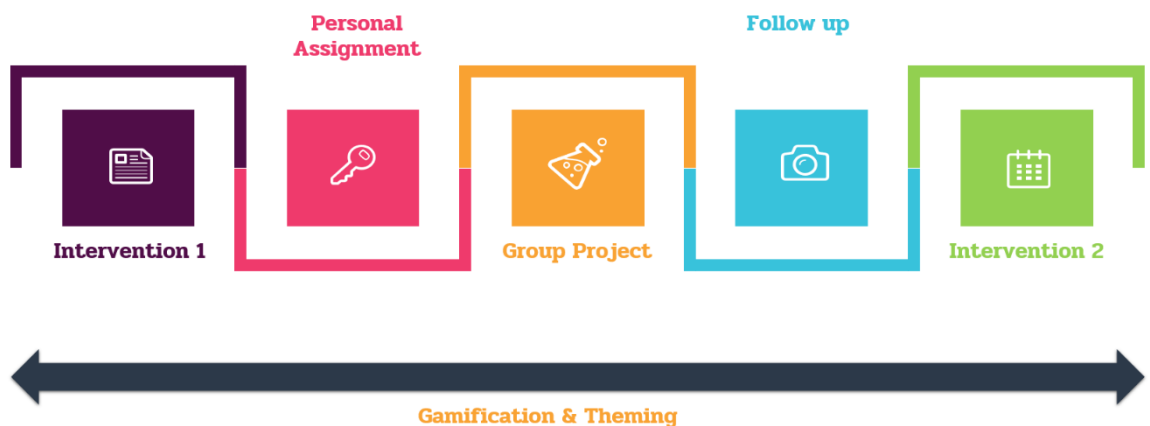 Personal
Assignment
Follow up
Intervention 1
Group Project
Intervention 2
Gamification & Theming